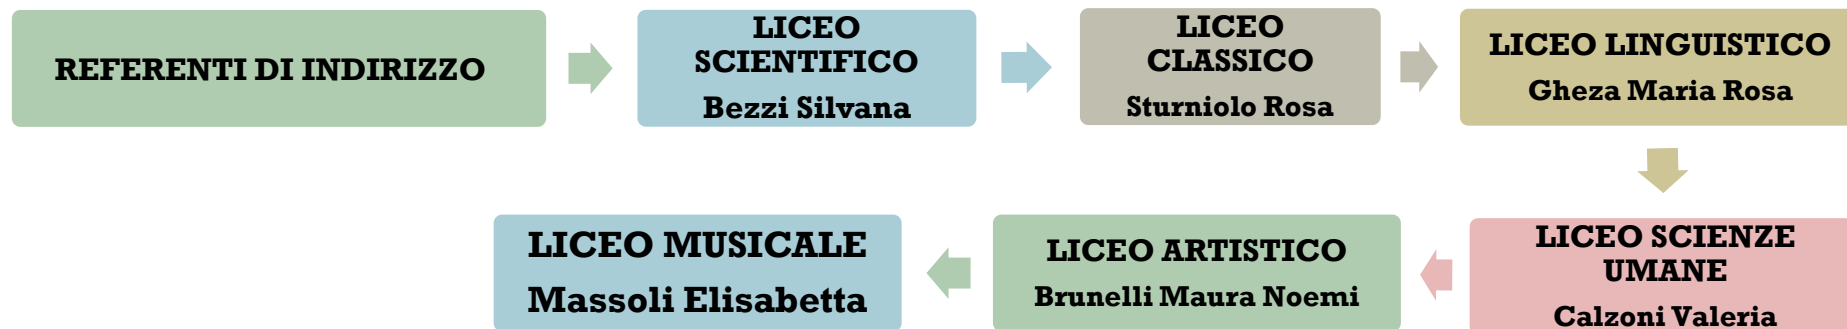 REFERENTI DI INDIRIZZO
LICEO
SCIENTIFICO
Bezzi Silvana
LICEO
CLASSICO
Sturniolo Rosa
LICEO LINGUISTICO
Gheza Maria Rosa
LICEO SCIENZE
UMANE
Calzoni Valeria
LICEO ARTISTICO
Brunelli Maura Noemi
LICEO MUSICALE
Massoli Elisabetta